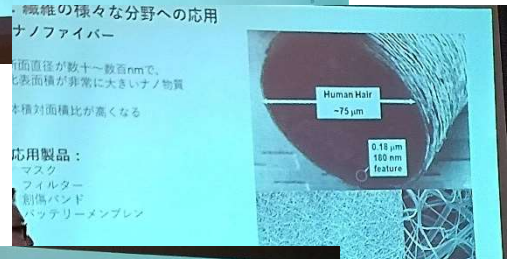 繊維の様々な分野への応用
ナノファイバー
面直径が数十～数百nmで、
表面積が非常に大きいナノ物質
積対面積比が高くなる
応用製品：
マスク
フィルター
創傷バンド
バッテリーメンブレン
Human Hair
~75 μm
0.18 μm
180 nm
feature